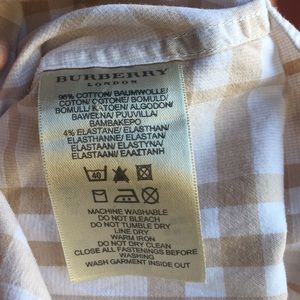 BURBERRY
LONDON
96% COTTON/ BAUMWOLLE/
COTON/ COTONE/ BOMULD/
BOMULL/ KATOEN/ ALGODON/
BAWEŁNA/ PUUVILLA/
BAMBAKEPO
4% ELASTANE/ ELASTHAN/
ELASTHANNE/ ELASTAN/
ELASTAAN/ ELASTYNA/
ELASTAANI/ ΕΛΑΣΤΑΝΗ
40
MACHINE WASHABLE
DO NOT BLEACH
DO NOT TUMBLE DRY
LINE DRY
WARM IRON
DO NOT DRY CLEAN
CLOSE ALL FASTENINGS BEFORE
WASHING
WASH GARMENT INSIDE OUT